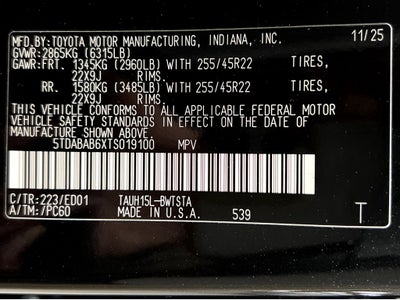 MFD.BY:TOYOTA MOTOR MANUFACTURING, INDIANA, INC. 11/25
GVWR:2865KG (6315LB)
GAWR:FRT. 1345KG (2960LB) WITH 255/45R22 TIRES,
22X9J RIMS.
RR. 1580KG (3485LB) WITH 255/45R22 TIRES,
22X9J RIMS.
THIS VEHICLE CONFORMS TO ALL APPLICABLE FEDERAL MOTOR
VEHICLE SAFETY STANDARDS IN EFFECT ON THE DATE OF
MANUFACTURE SHOWN ABOVE.
5TDABAB6XTS019100 MPV
C/TR:223/ED01 TAUH15L-BWTSTA
A/TM:/PC60 MADE IN U.S.A. 539 T